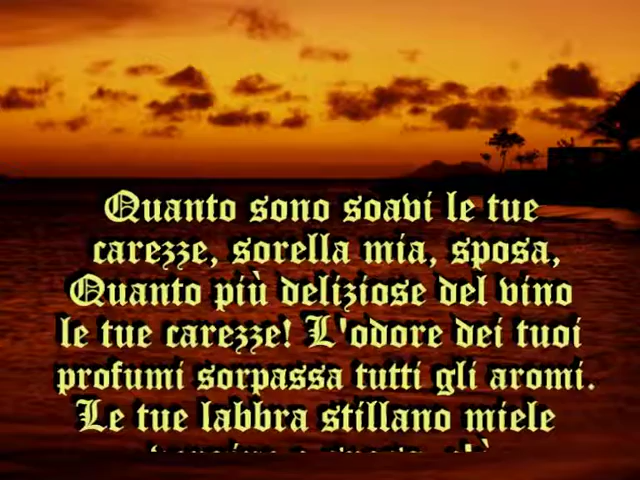 Quanto sono soavi le tue
carezze, sorella mia, sposa,
Quanto più deliziose del vino
le tue carezze! L'odore dei tuoi
profumi sorpassa tutti gli aromi.
Le tue labbra stillano miele